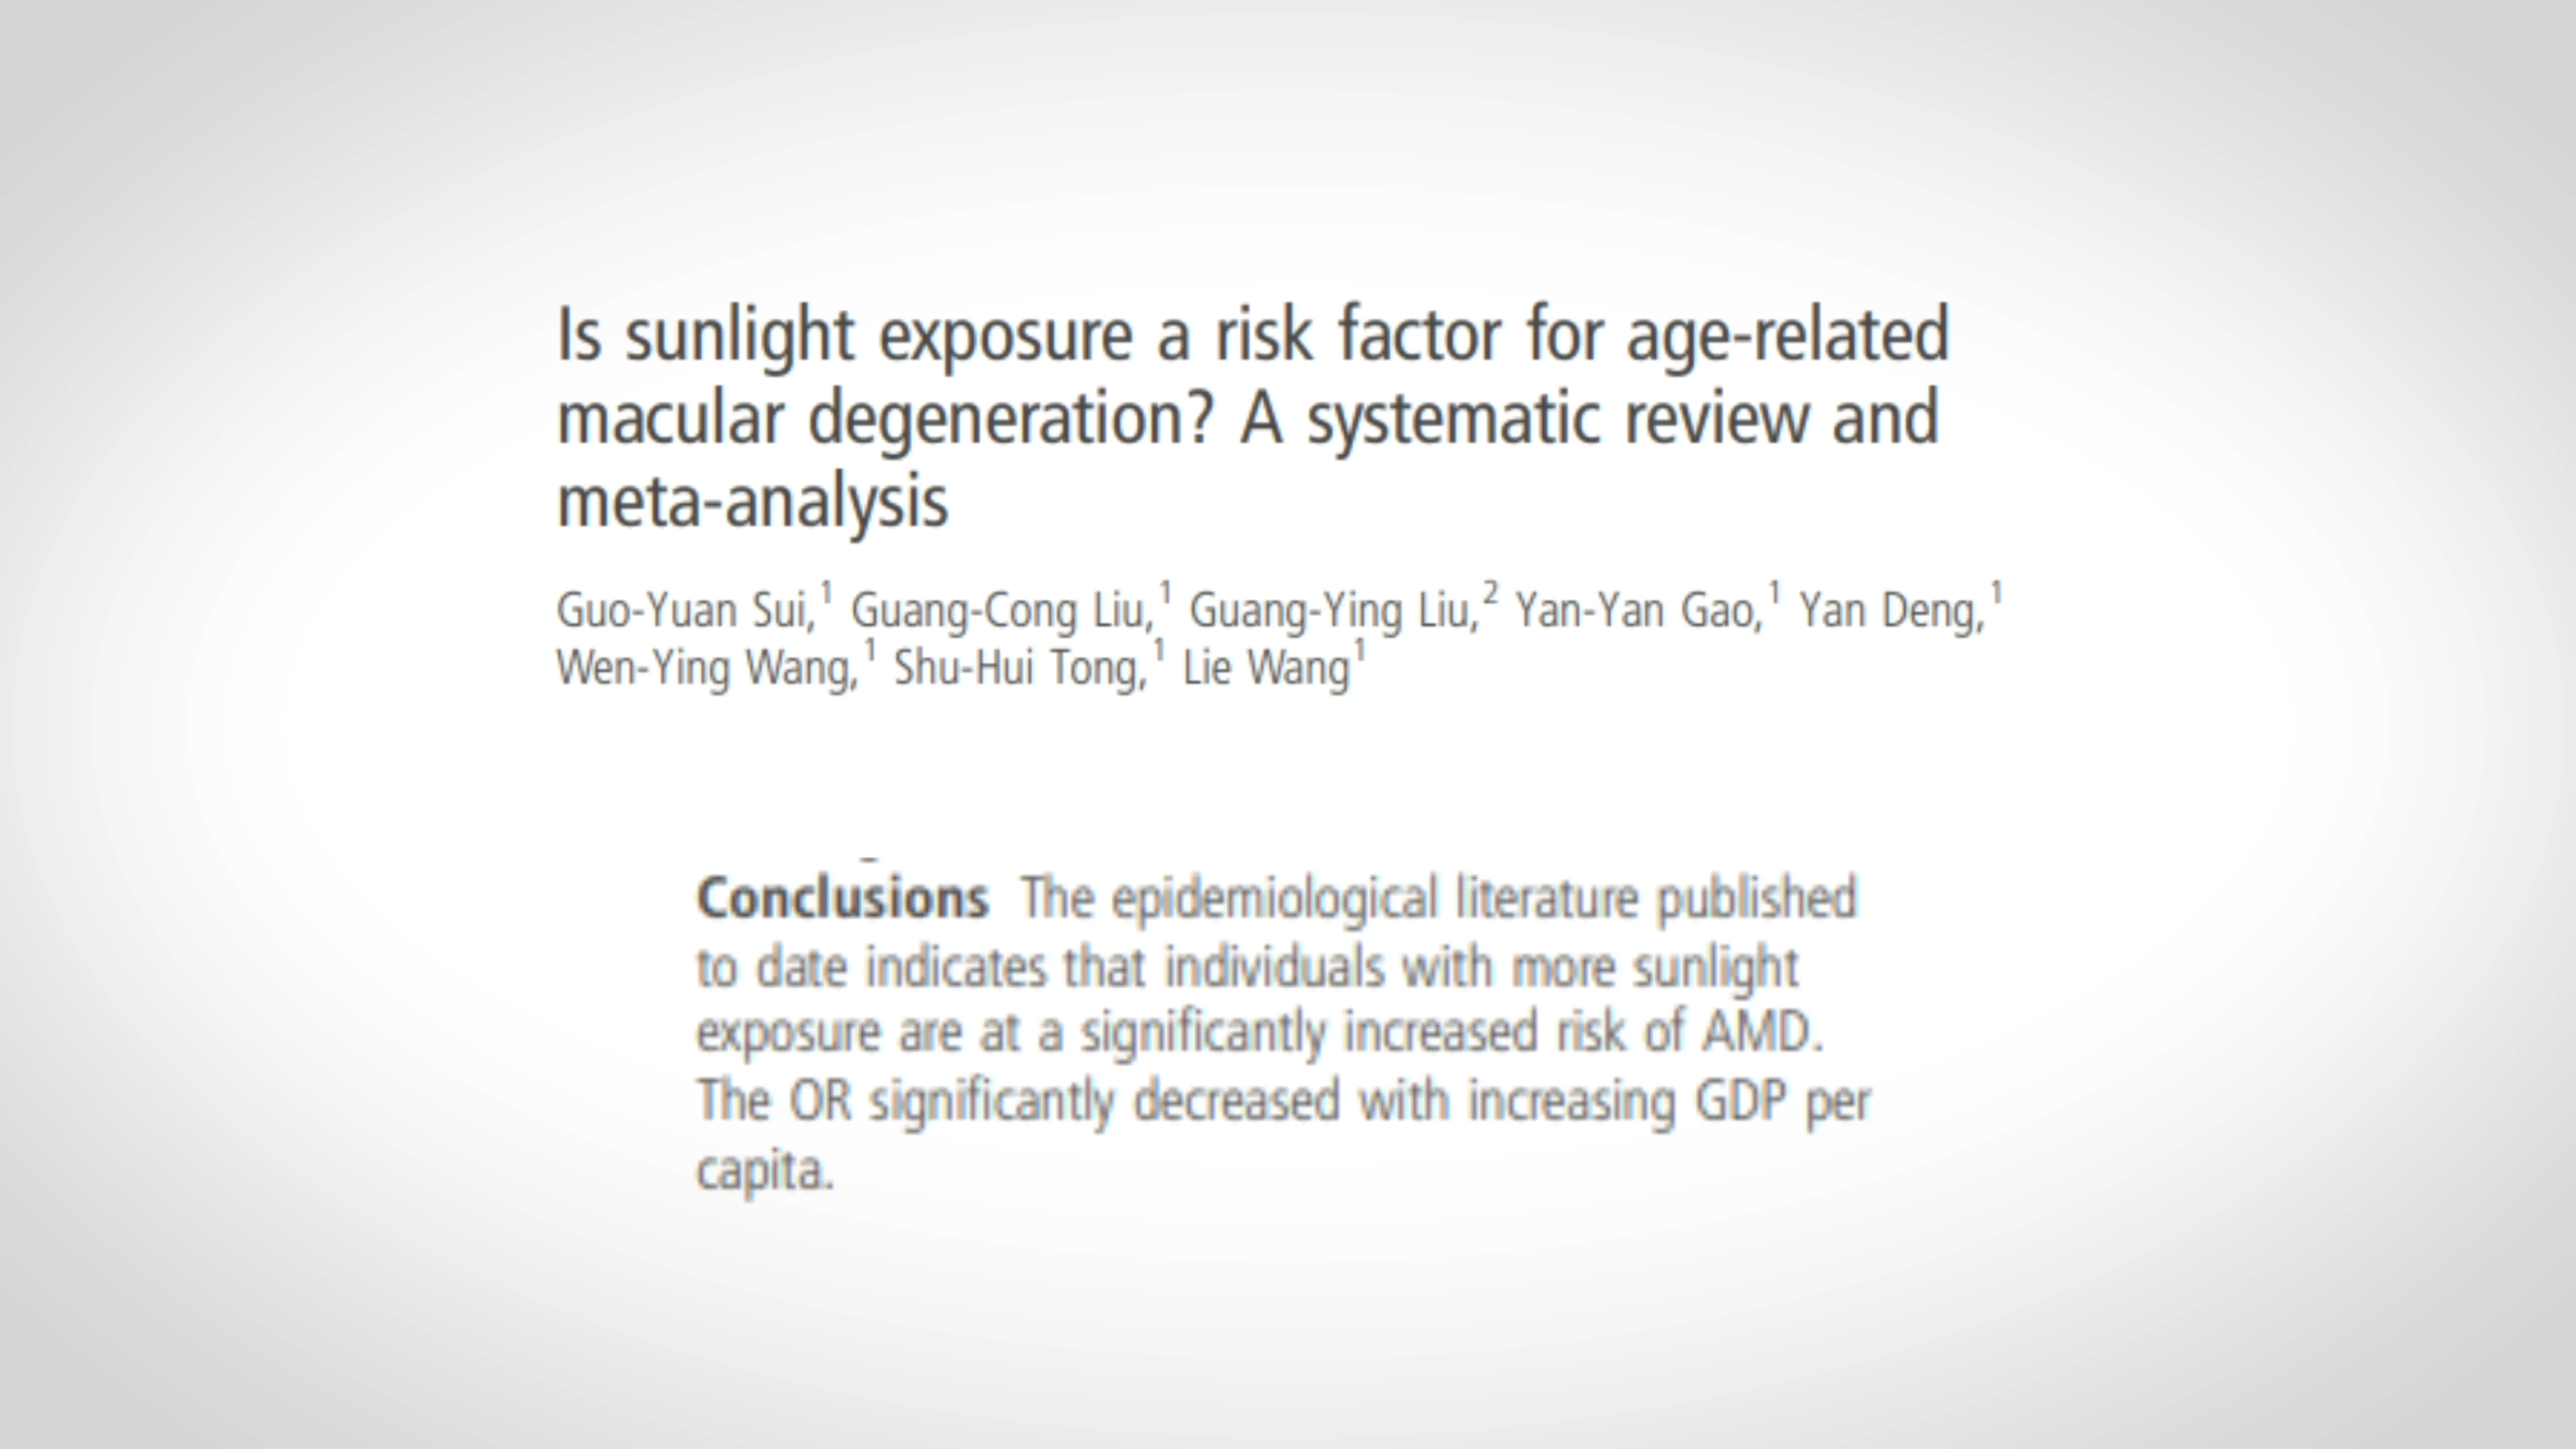 Is sunlight exposure a risk factor for age-related
macular degeneration? A systematic review and
meta-analysis
Guo-Yuan Sui,¹ Guang-Cong Liu,¹ Guang-Ying Liu,² Yan-Yan Gao,¹ Yan Deng,¹
Wen-Ying Wang,¹ Shu-Hui Tong,¹ Lie Wang¹
Conclusions The epidemiological literature published
to date indicates that individuals with more sunlight
exposure are at a significantly increased risk of AMD.
The OR significantly decreased with increasing GDP per
capita.